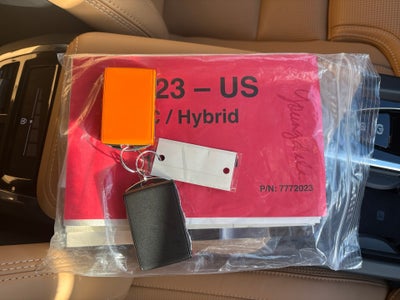 23 – US
C / Hybrid
P/N: 7772023